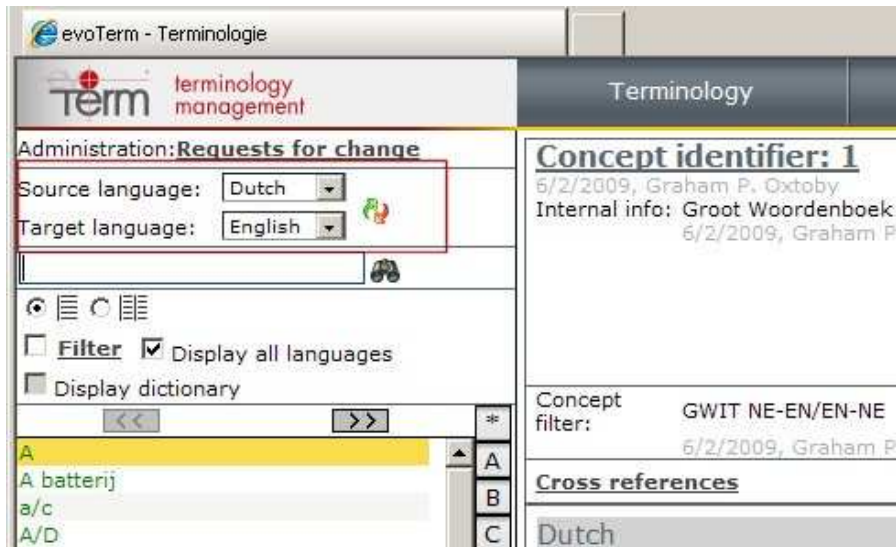 evoTerm - Terminologie
Term terminology
management
Terminology
Administration:Requests for change
Source language: Dutch
Target language: English
Filter Display all languages
Display dictionary
<< >> *
A
A batterij
a/c
A/D
A
B
C
Concept identifier: 1
6/2/2009, Graham P. Oxtoby
Internal info: Groot Woordenboek
6/2/2009, Graham P
Concept
filter: GWIT NE-EN/EN-NE
6/2/2009, Graham P
Cross references
Dutch